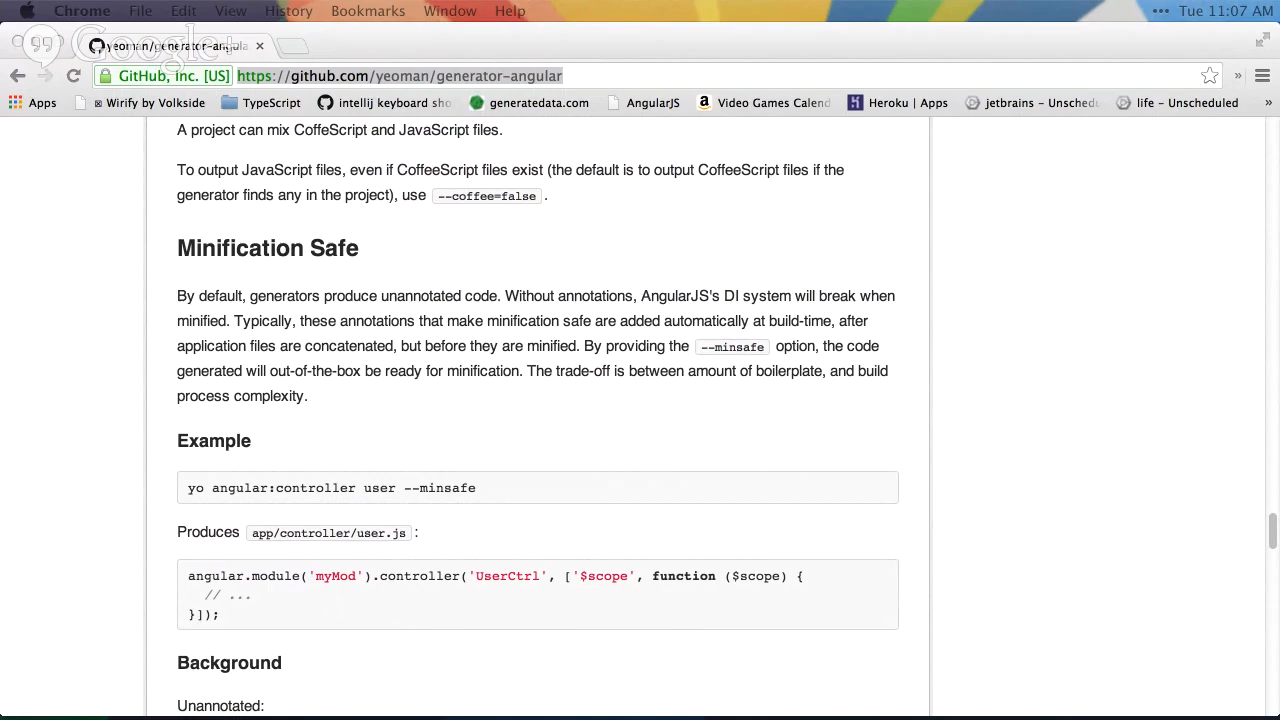 Chrome File Edit View History Bookmarks Window Help Tue 11:07 AM
Google+
yeoman/generator-angula
GitHub, Inc. [US] https://github.com/yeoman/generator-angular
Apps Wirify by Volkside TypeScript intellij keyboard sho generatedata.com AngularJS Video Games Calend Heroku | Apps jetbrains – Unschedu life – Unscheduled »
A project can mix CoffeScript and JavaScript files.
To output JavaScript files, even if CoffeeScript files exist (the default is to output CoffeeScript files if the
generator finds any in the project), use --coffee=false .
Minification Safe
By default, generators produce unannotated code. Without annotations, AngularJS's DI system will break when
minified. Typically, these annotations that make minification safe are added automatically at build-time, after
application files are concatenated, but before they are minified. By providing the --minsafe option, the code
generated will out-of-the-box be ready for minification. The trade-off is between amount of boilerplate, and build
process complexity.
Example
yo angular:controller user --minsafe
Produces app/controller/user.js :
angular.module('myMod').controller('UserCtrl', ['$scope', function ($scope) {
// ...
}]);
Background
Unannotated: